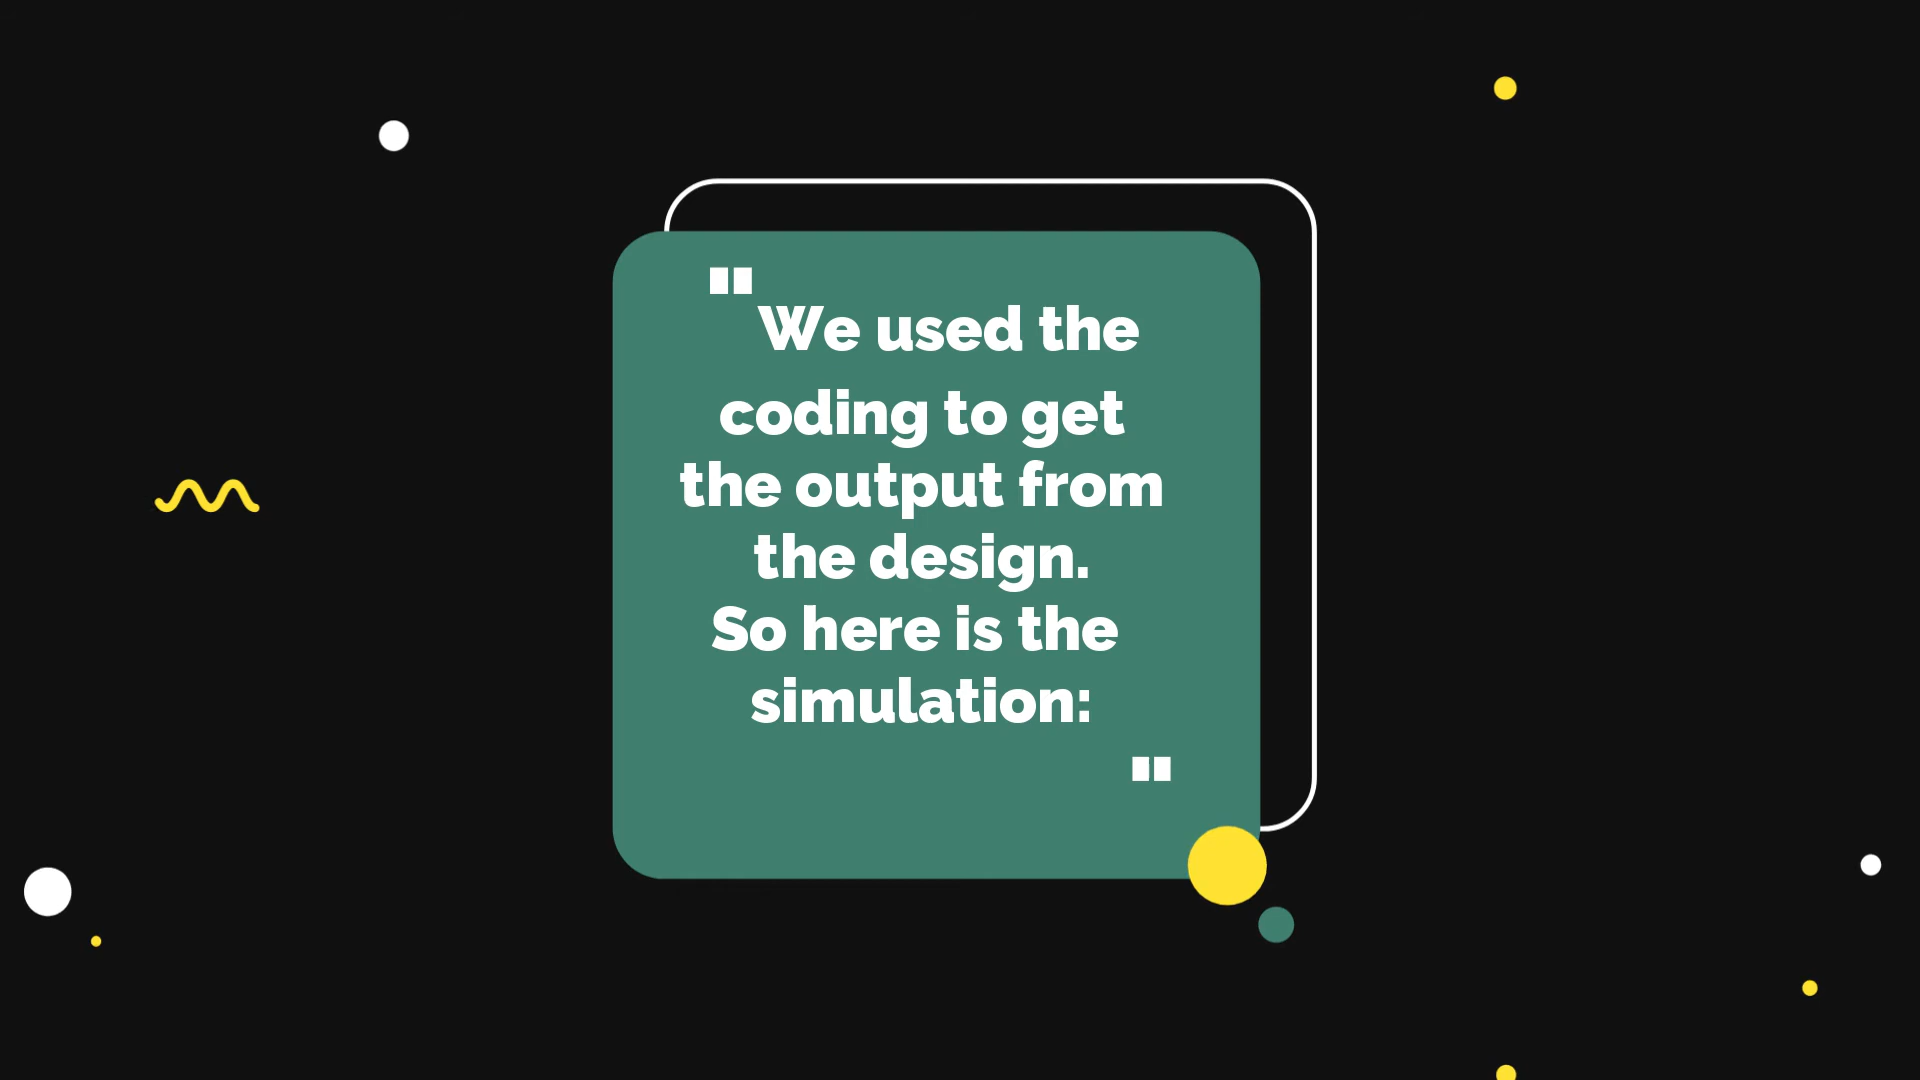 "We used the
coding to get
the output from
the design.
So here is the
simulation:
"